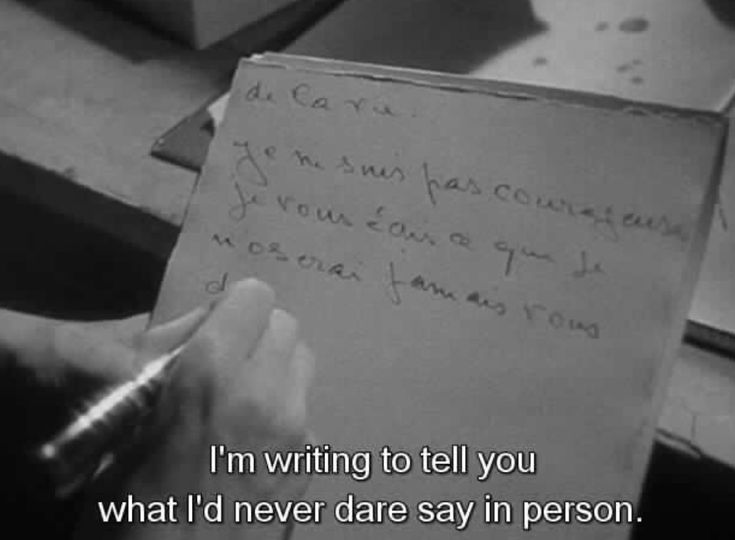 de la vie.
je ne suis pas courageuse
je vous écris ce que je
n'oserai jamais vous
d
I'm writing to tell you
what I'd never dare say in person.